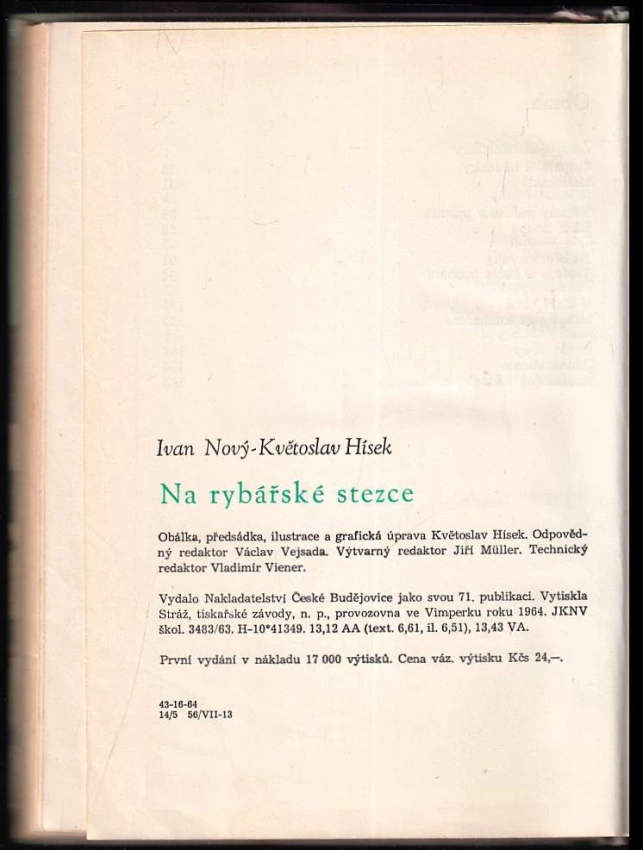 Ivan Nový-Květoslav Hísek
Na rybářské stezce
Obálka, předsádka, ilustrace a grafická úprava Květoslav Hísek. Odpověd-
ný redaktor Václav Vejsada. Výtvarný redaktor Jiří Müller. Technický
redaktor Vladimír Viener.
Vydalo Nakladatelství České Budějovice jako svou 71. publikaci. Vytiskla
Stráž, tiskařské závody, n. p., provozovna ve Vimperku roku 1964. JKNV
škol. 3483/63. H-10*41349. 13,12 AA (text. 6,61, il. 6,51), 13,43 VA.
První vydání v nákladu 17 000 výtisků. Cena váz. výtisku Kčs 24,—.
43-16-64
14/5 56/VII-13